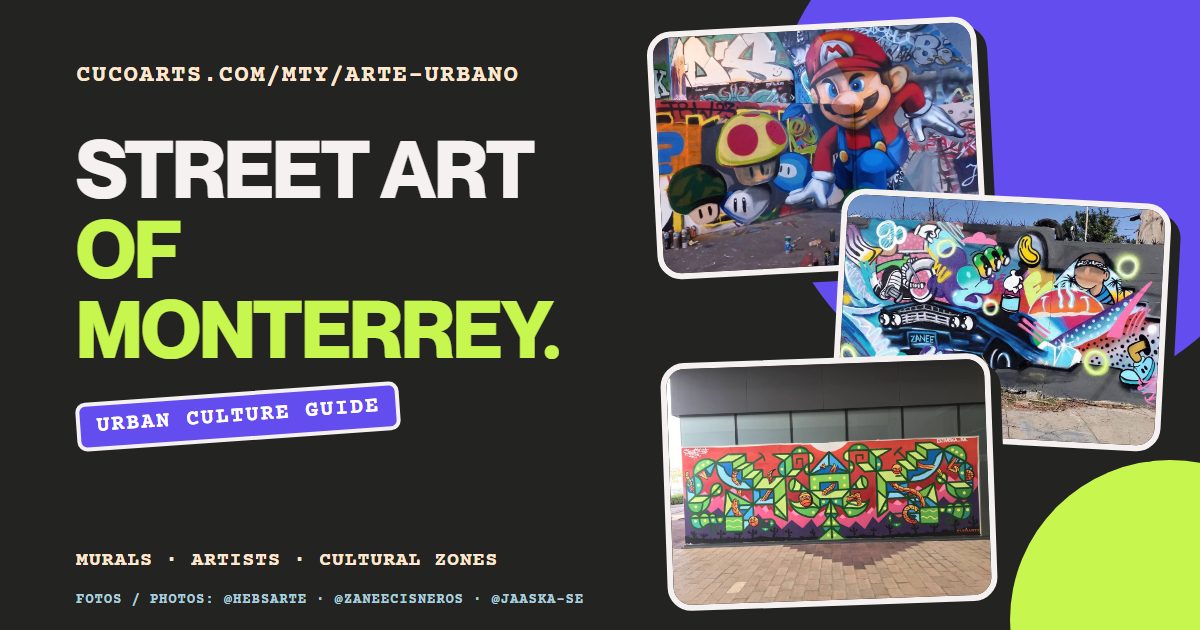 CUCOARTS.COM/MTY/ARTE-URBANO
STREET ART
OF
MONTERREY.
URBAN CULTURE GUIDE
MURALS · ARTISTS · CULTURAL ZONES
FOTOS / PHOTOS: @HEBSARTE · @ZANEECISNEROS · @JAASKA-SE
ZANEE